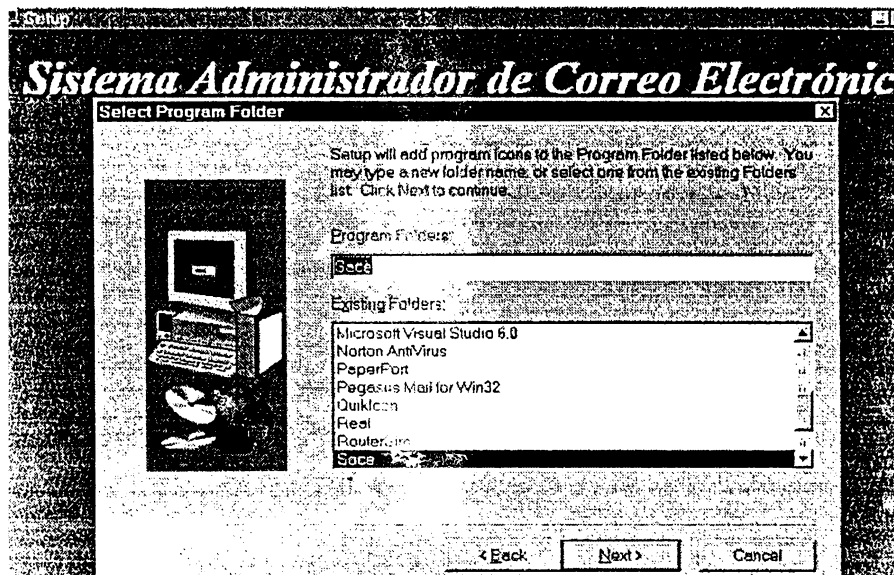 Setup
Sistema Administrador de Correo Electrónic
Select Program Folder
Setup will add program icons to the Program Folder listed below. You
may type a new folder name, or select one from the existing Folders
list. Click Next to continue.
Program Folders:
Sace
Existing Folders:
Microsoft Visual Studio 6.0
Norton AntiVirus
PaperPort
Pegasus Mail for Win32
QuikIcon
Real
Sace
< Back
Next >
Cancel